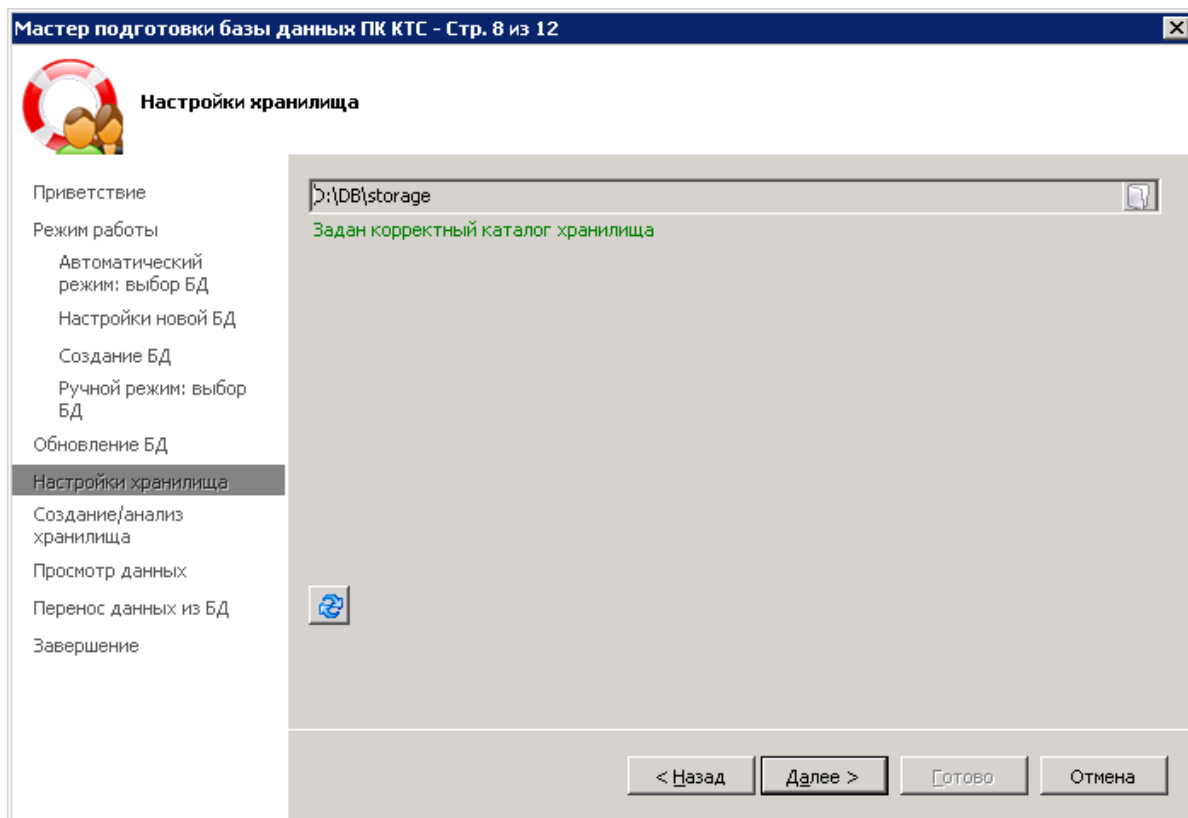 Мастер подготовки базы данных ПК КТС - Стр. 8 из 12
Настройки хранилища
Приветствие
Режим работы
Автоматический
режим: выбор БД
Настройки новой БД
Создание БД
Ручной режим: выбор
БД
Обновление БД
Настройки хранилища
Создание/анализ
хранилища
Просмотр данных
Перенос данных из БД
Завершение
D:\DB\storage
Задан корректный каталог хранилища
< Назад
Далее >
Готово
Отмена